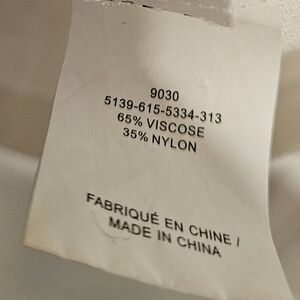 9030
5139-615-5334-313
65% VISCOSE
35% NYLON
FABRIQUÉ EN CHINE /
MADE IN CHINA